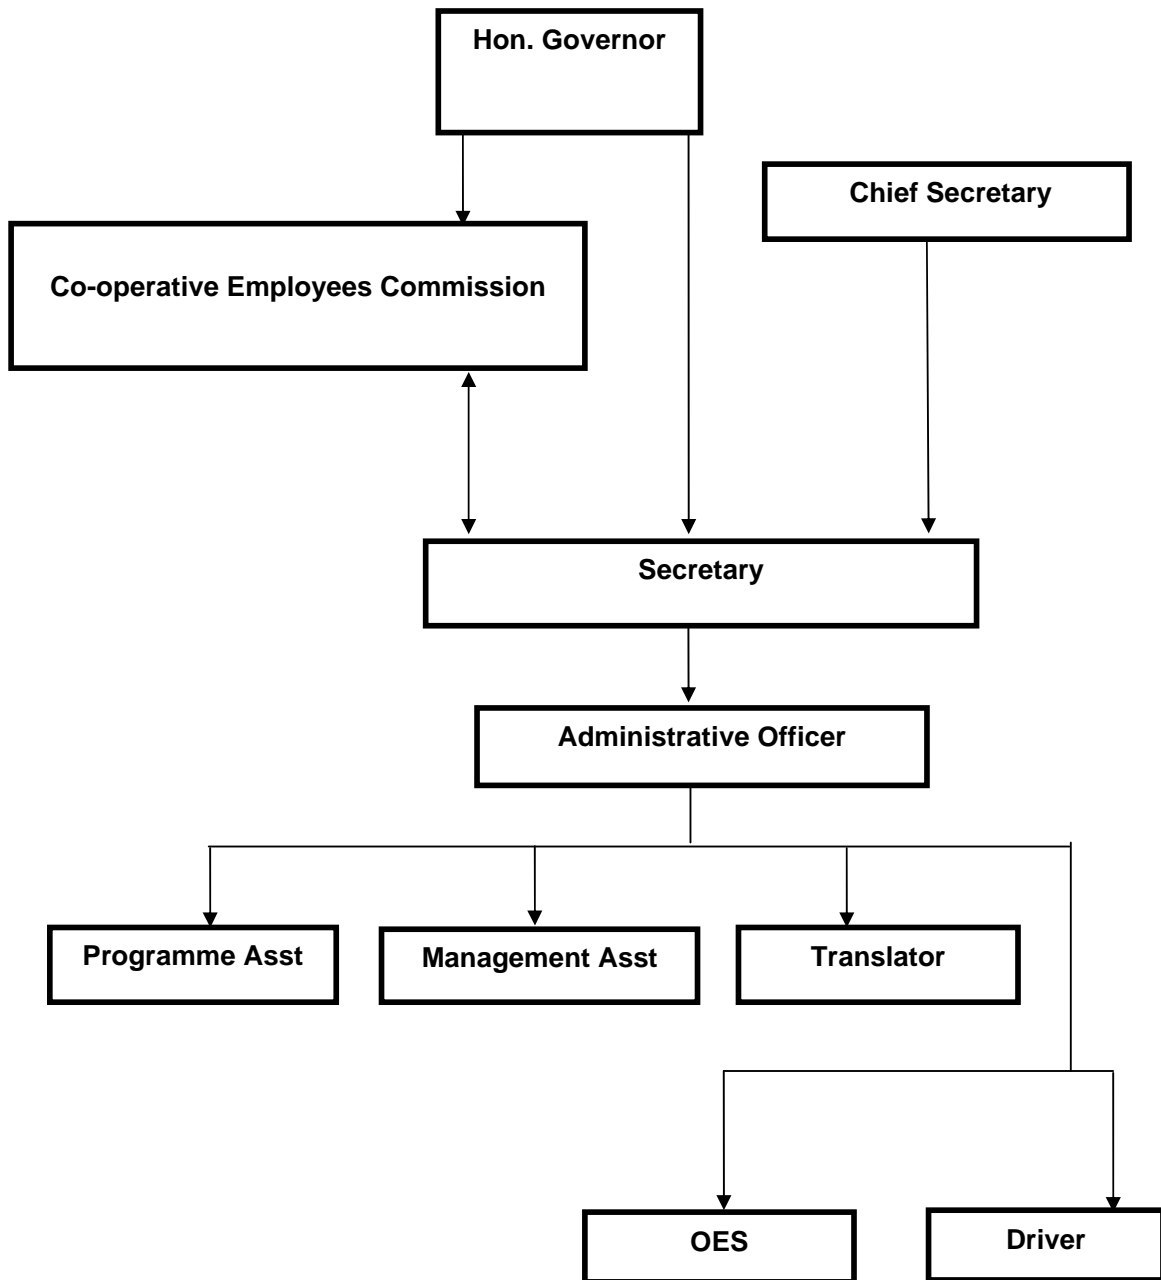 Hon. Governor
Chief Secretary
Co-operative Employees Commission
Secretary
Administrative Officer
Programme Asst
Management Asst
Translator
OES
Driver